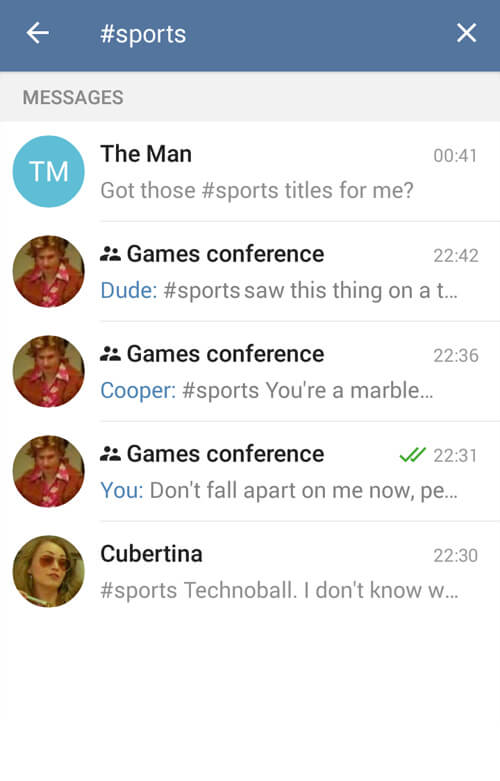 #sports
MESSAGES
TM
The Man 00:41
Got those #sports titles for me?
Games conference 22:42
Dude: #sports saw this thing on a t...
Games conference 22:36
Cooper: #sports You're a marble...
Games conference 22:31
You: Don't fall apart on me now, pe...
Cubertina 22:30
#sports Technoball. I don't know w...